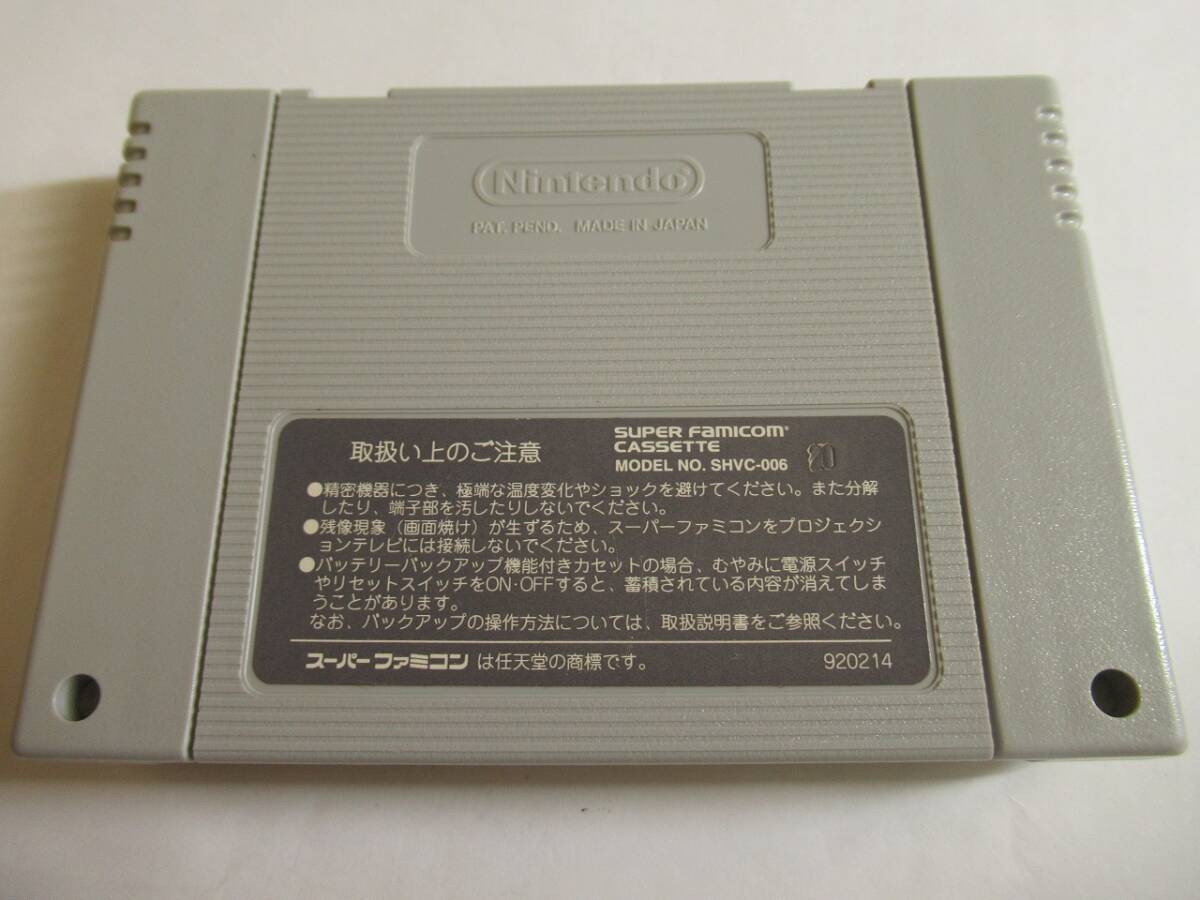 Nintendo
PAT. PEND. MADE IN JAPAN
取扱い上のご注意
SUPER FAMICOM
CASSETTE
MODEL NO. SHVC-006
●精密機器につき、極端な温度変化やショックを避けてください。また分解
したり、端子部を汚したりしないでください。
●残像現象（画面焼け）が生ずるため、スーパーファミコンをプロジェクシ
ョンテレビには接続しないでください。
●バッテリーバックアップ機能付きカセットの場合、むやみに電源スイッチ
やリセットスイッチをON·OFFすると、蓄積されている内容が消えてしま
うことがあります。
なお、バックアップの操作方法については、取扱説明書をご参照ください。
スーパーファミコン は任天堂の商標です。
920214